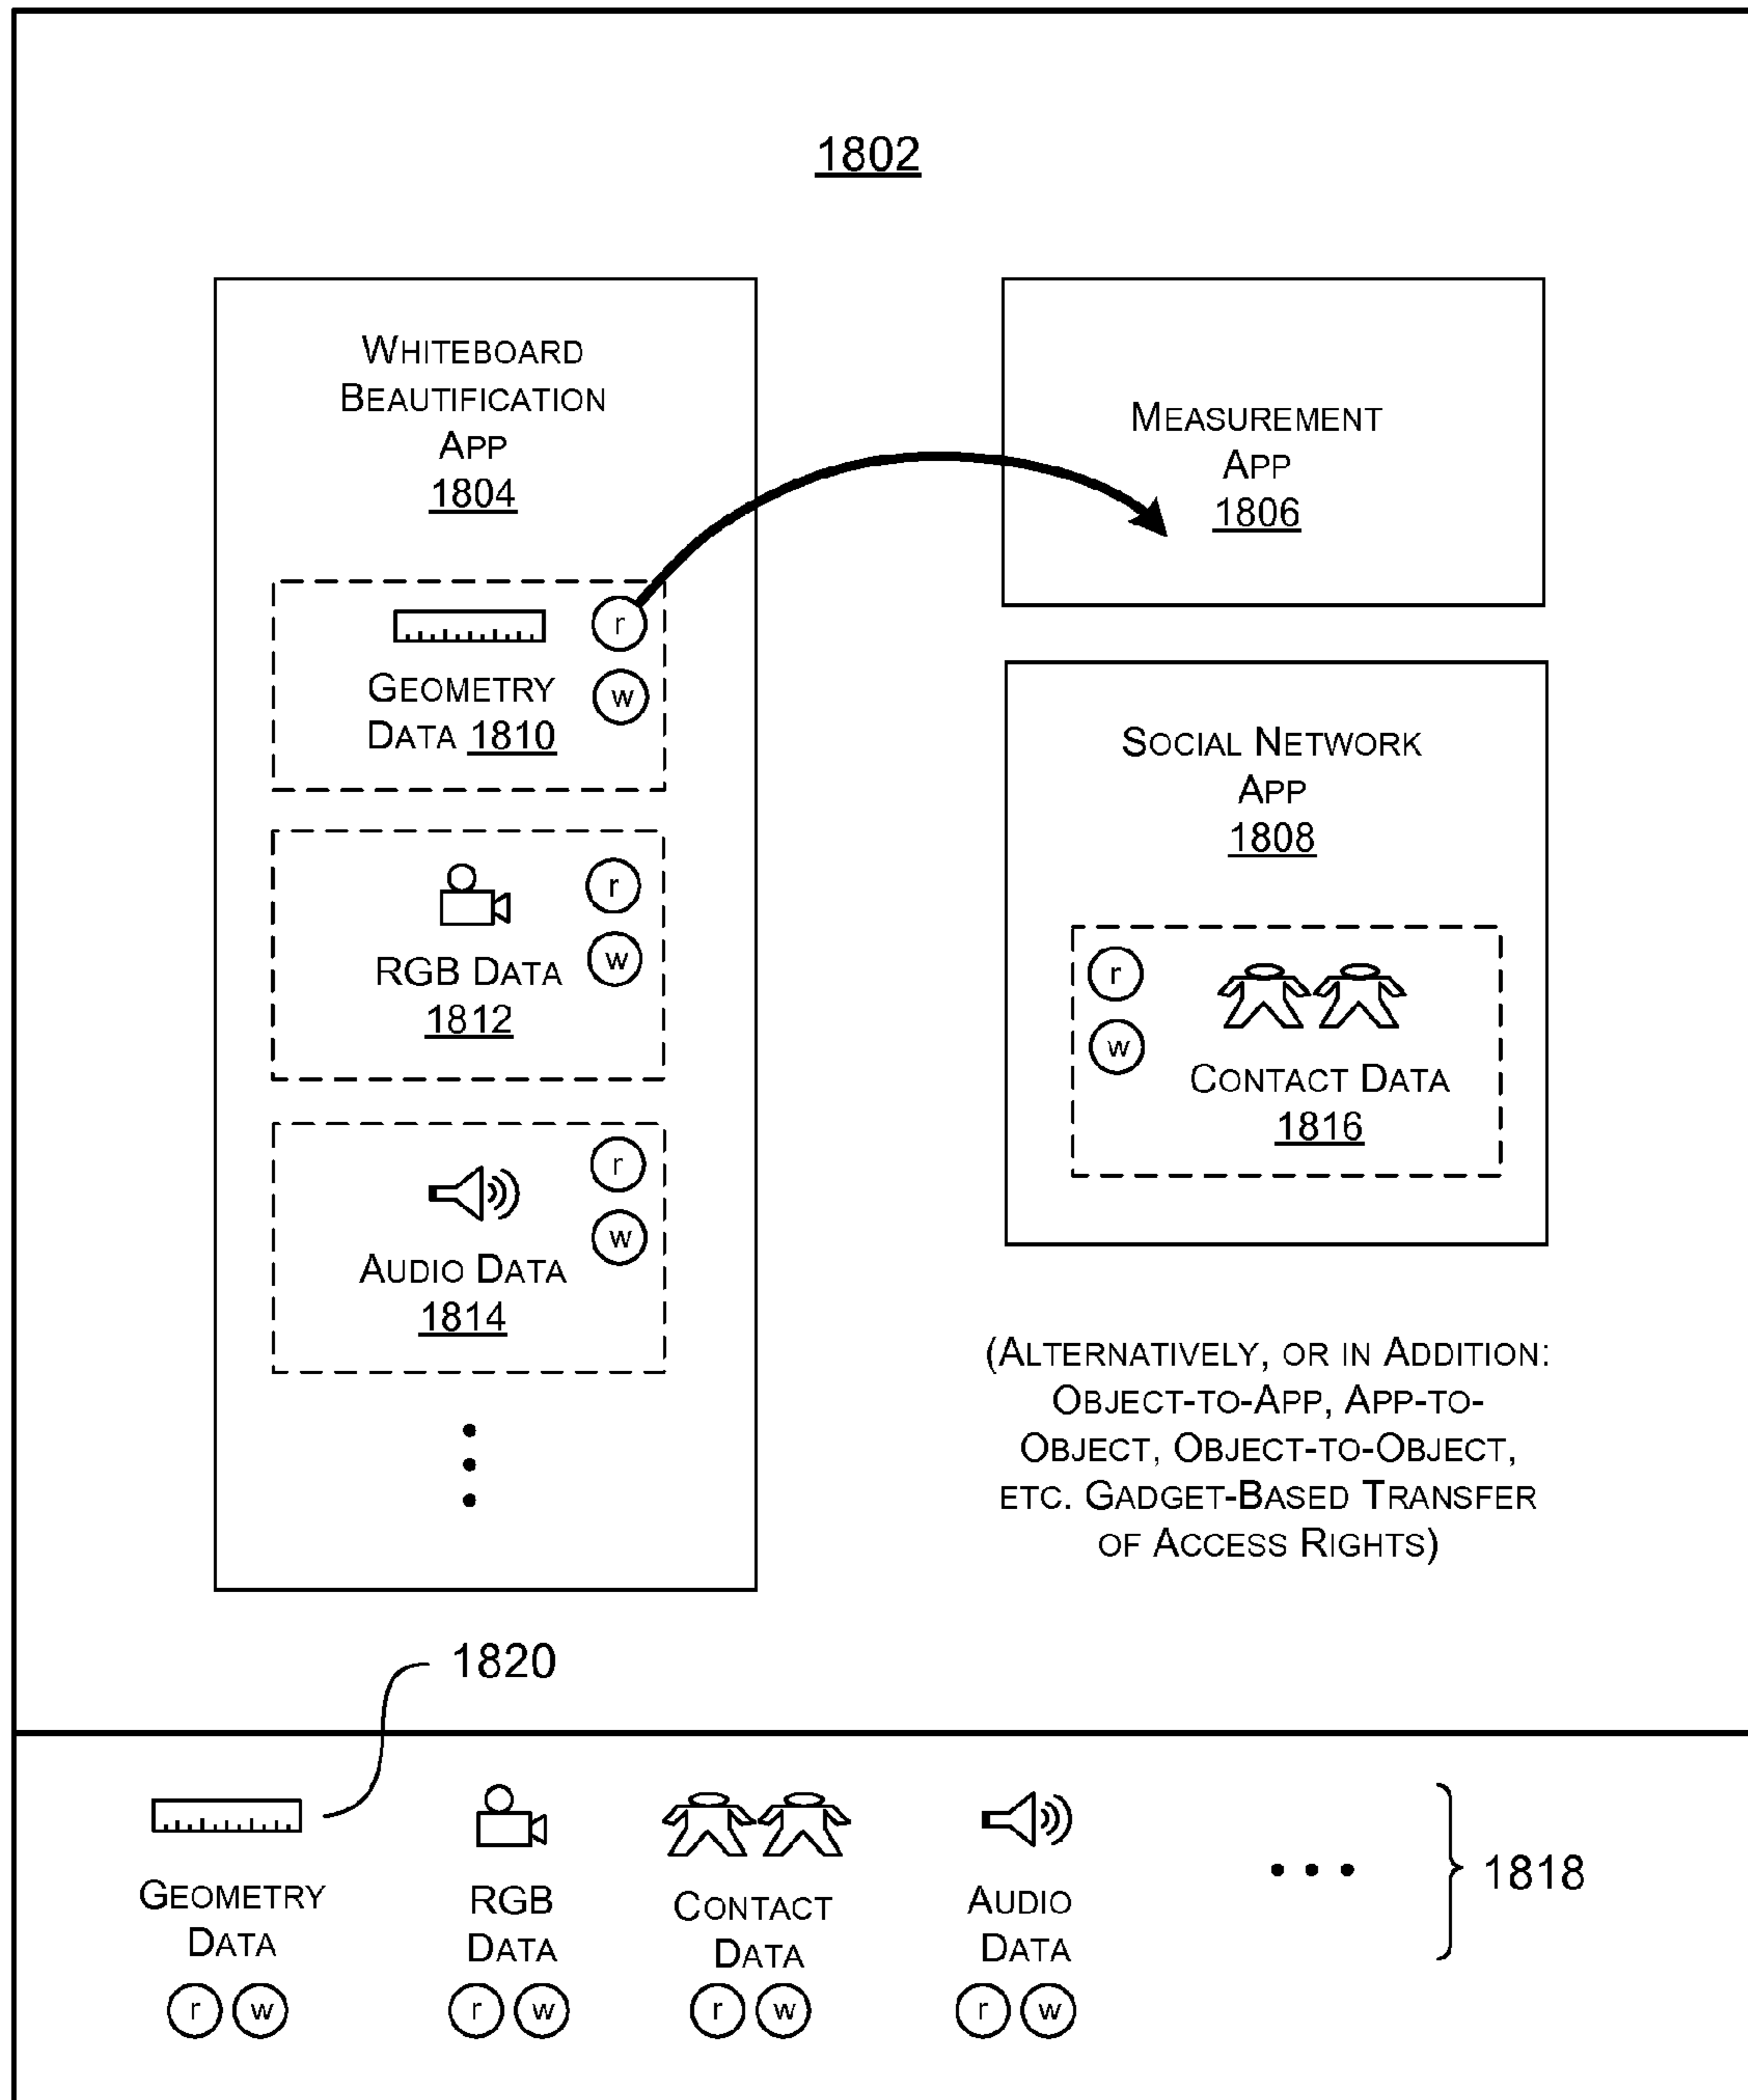 1802
WHITEBOARD
BEAUTIFICATION
APP
1804
r
GEOMETRY
w
DATA 1810
r
RGB DATA
w
1812
r
w
AUDIO DATA
1814
MEASUREMENT
APP
1806
SOCIAL NETWORK
APP
1808
r
w
CONTACT DATA
1816
(ALTERNATIVELY, OR IN ADDITION:
OBJECT-TO-APP, APP-TO-
OBJECT, OBJECT-TO-OBJECT,
ETC. GADGET-BASED TRANSFER
OF ACCESS RIGHTS)
1820
GEOMETRY
DATA
r w
RGB
DATA
r w
CONTACT
DATA
r w
AUDIO
DATA
r w
1818